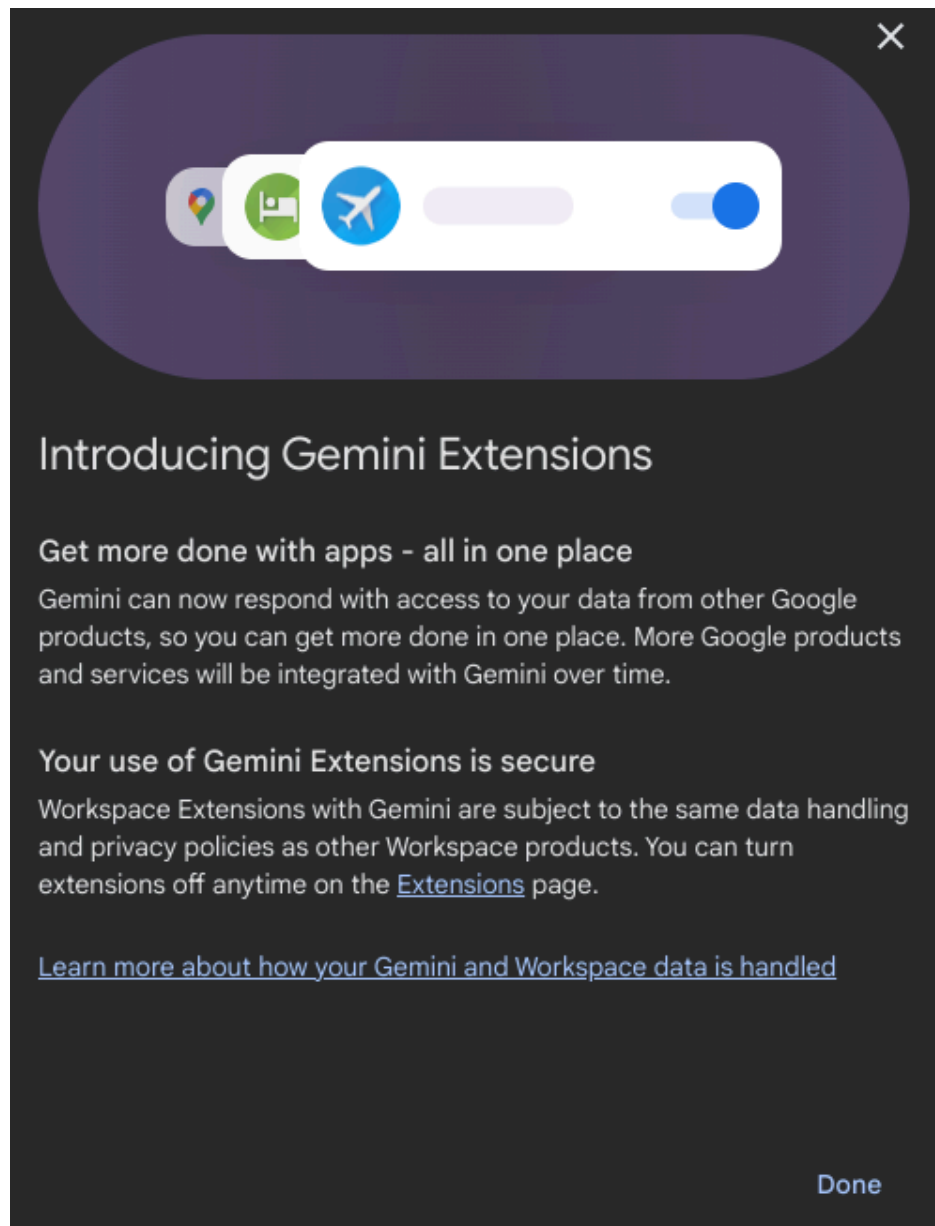 Introducing Gemini Extensions
Get more done with apps - all in one place
Gemini can now respond with access to your data from other Google
products, so you can get more done in one place. More Google products
and services will be integrated with Gemini over time.
Your use of Gemini Extensions is secure
Workspace Extensions with Gemini are subject to the same data handling
and privacy policies as other Workspace products. You can turn
extensions off anytime on the Extensions page.
Learn more about how your Gemini and Workspace data is handled
Done